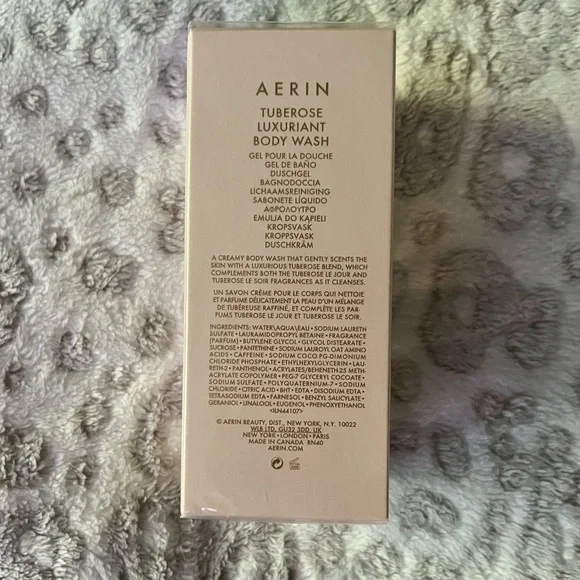 AERIN
TUBEROSE
LUXURIANT
BODY WASH
GEL POUR LA DOUCHE
GEL DE BAÑO
DUSCHGEL
BAGNODOCCIA
LICHAAMSREINIGING
SABONETE LÍQUIDO
ΑΦΡΟΛΟΥΤΡΟ
EMULJA DO KĄPIELI
KROPSVASK
KROPPSVASK
DUSCHKRÄM
A CREAMY BODY WASH THAT GENTLY SCENTS THE
SKIN WITH A LUXURIOUS TUBEROSE BLEND, WHICH
COMPLEMENTS BOTH THE TUBEROSE LE JOUR AND
TUBEROSE LE SOIR FRAGRANCES AS IT CLEANSES.
UN SAVON CRÈME POUR LE CORPS QUI NETTOIE
ET PARFUME DÉLICATEMENT LA PEAU D'UN MÉLANGE
DE TUBÉREUSE RAFFINÉ, ET COMPLÈTE LES PAR-
FUMS TUBEROSE LE JOUR ET TUBEROSE LE SOIR.
INGREDIENTS: WATER\AQUA\EAU • SODIUM LAURETH
SULFATE • LAURAMIDOPROPYL BETAINE • FRAGRANCE
(PARFUM) • BUTYLENE GLYCOL • GLYCOL DISTEARATE •
SUCROSE • PANTETHINE • SODIUM LAUROYL OAT AMINO
ACIDS • CAFFEINE • SODIUM COCO PG-DIMONIUM
CHLORIDE PHOSPHATE • ETHYLHEXYLGLYCERIN • LAU-
RETH-2 • PANTHENOL • ACRYLATES/BEHENETH-25 METH-
ACRYLATE COPOLYMER • PEG-7 GLYCERYL COCOATE •
SODIUM SULFATE • POLYQUATERNIUM-7 • SODIUM
CHLORIDE • CITRIC ACID • BHT • EDTA • DISODIUM EDTA •
TETRASODIUM EDTA • FARNESOL • BENZYL SALICYLATE •
GERANIOL • LINALOOL • EUGENOL • PHENOXYETHANOL
<ILN44107>
© AERIN BEAUTY, DIST., NEW YORK, N.Y. 10022
WLB LTD, GU32 3DD, UK
NEW YORK • LONDON • PARIS
MADE IN CANADA RN40
AERIN.COM